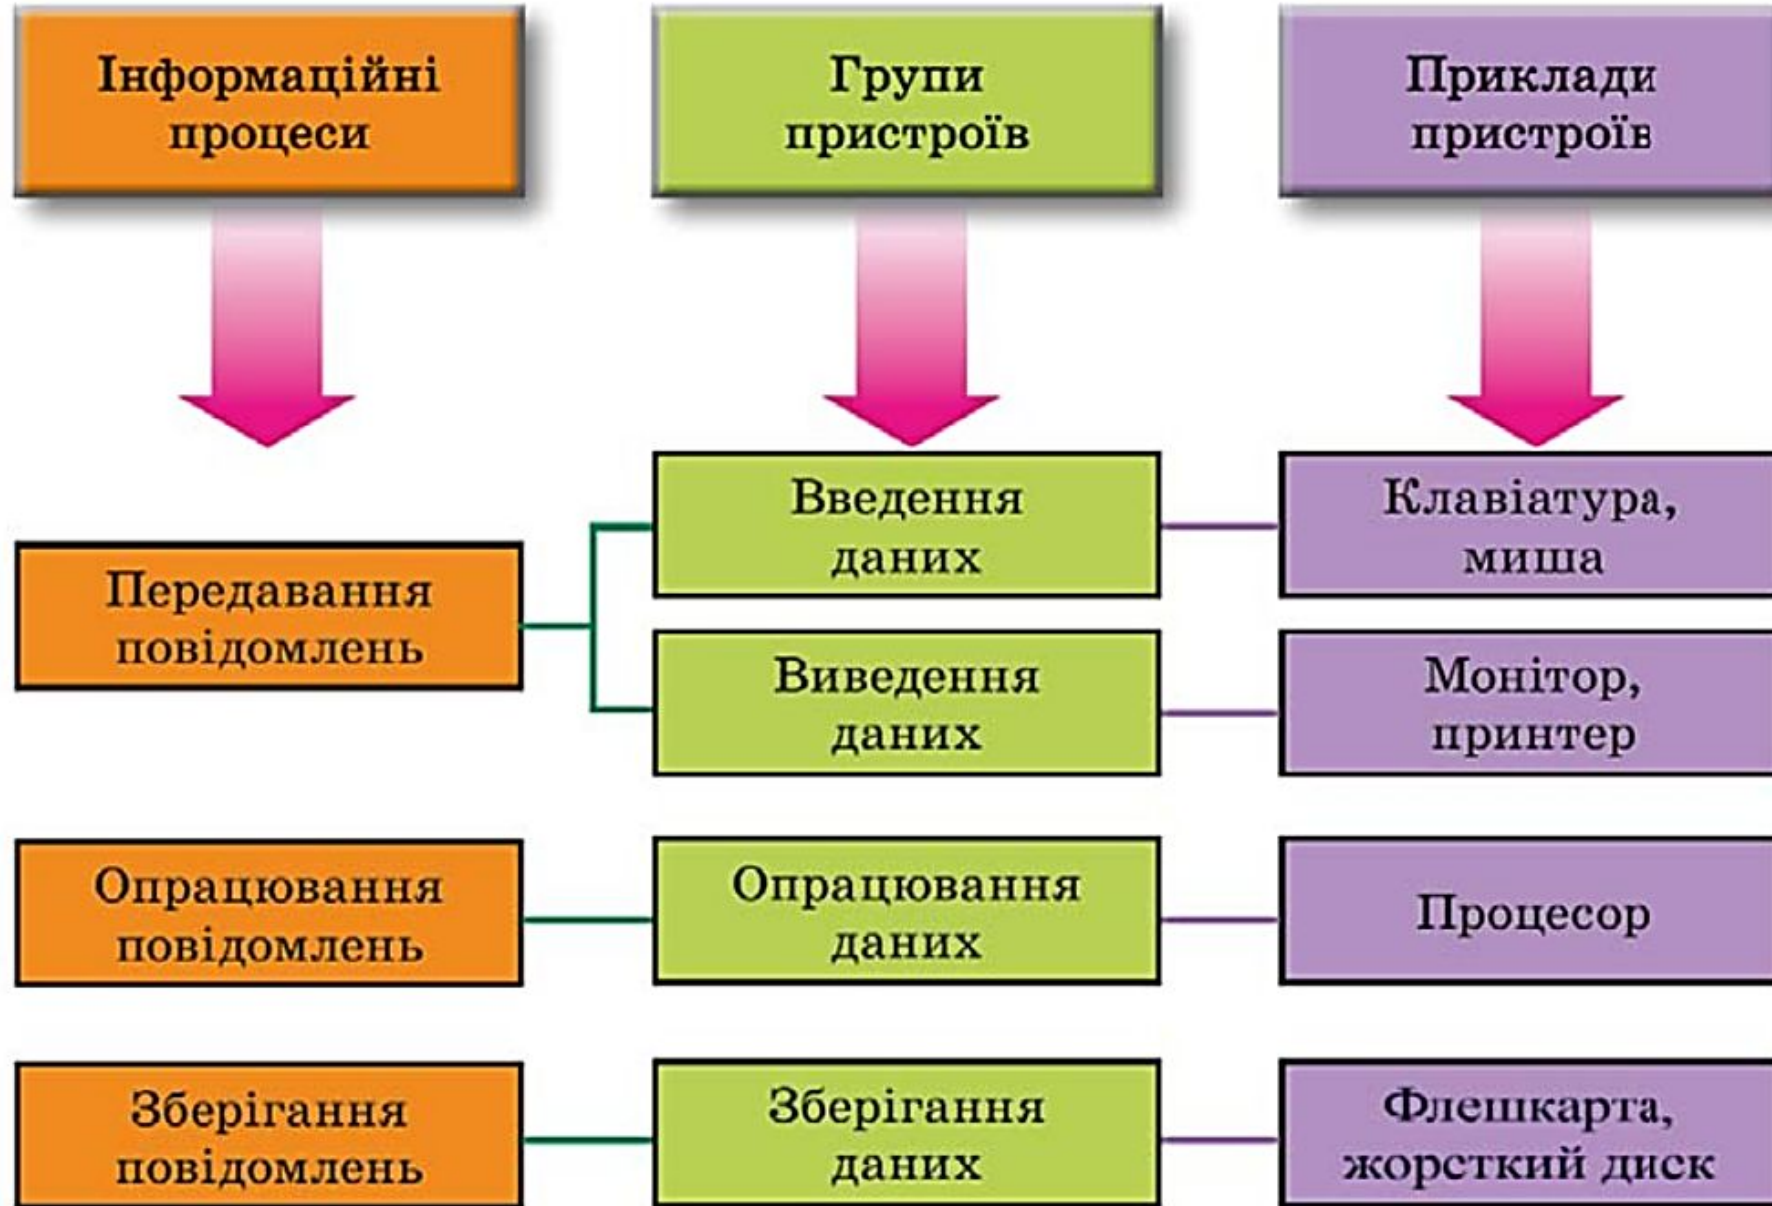 Інформаційні
процеси
Групи
пристроїв
Приклади
пристроїв
Передавання
повідомлень
Введення
даних
Клавіатура,
миша
Виведення
даних
Монітор,
принтер
Опрацювання
повідомлень
Опрацювання
даних
Процесор
Зберігання
повідомлень
Зберігання
даних
Флешкарта,
жорсткий диск